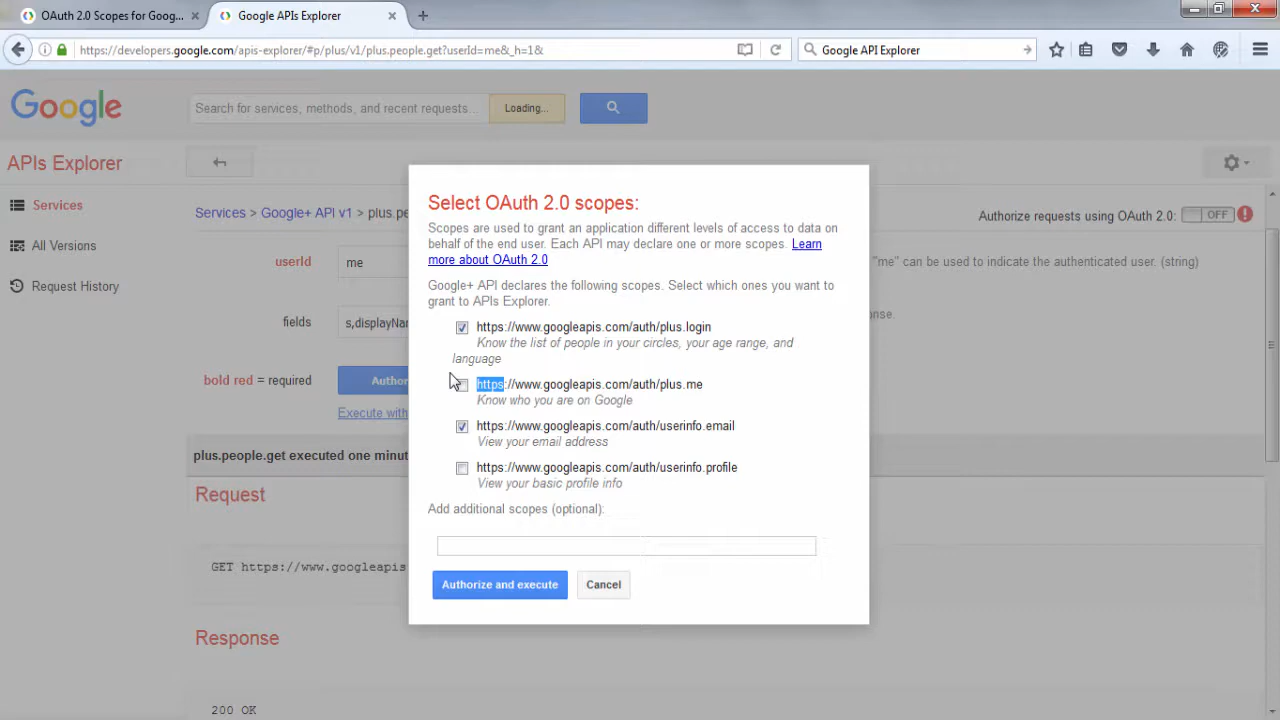 OAuth 2.0 Scopes for Goog...
Google APIs Explorer
https://developers.google.com/apis-explorer/#p/plus/v1/plus.people.get?userId=me&_h=1&
Google API Explorer
Google
Search for services, methods, and recent requests...
Loading...
APIs Explorer
Services
All Versions
Request History
Services > Google+ API v1 > plus.pe
Authorize requests using OAuth 2.0:
OFF
userId
me
"me" can be used to indicate the authenticated user. (string)
fields
s,displayNam
bold red = required
Author
Execute with
plus.people.get executed one minut
Request
GET https://www.googleapis
Response
200 OK
Select OAuth 2.0 scopes:
Scopes are used to grant an application different levels of access to data on
behalf of the end user. Each API may declare one or more scopes. Learn
more about OAuth 2.0
Google+ API declares the following scopes. Select which ones you want to
grant to APIs Explorer.
https://www.googleapis.com/auth/plus.login
Know the list of people in your circles, your age range, and
language
https://www.googleapis.com/auth/plus.me
Know who you are on Google
https://www.googleapis.com/auth/userinfo.email
View your email address
https://www.googleapis.com/auth/userinfo.profile
View your basic profile info
Add additional scopes (optional):
Authorize and execute
Cancel